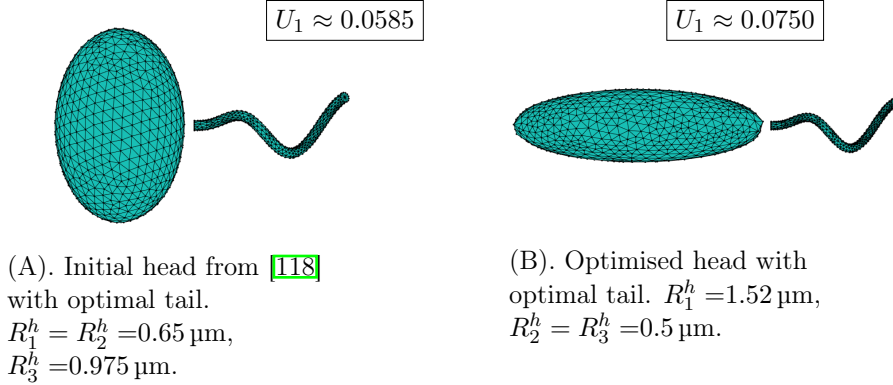 U₁ ≈ 0.0585
U₁ ≈ 0.0750
(A). Initial head from [118]
with optimal tail.
R₁ʰ = R₂ʰ =0.65 µm,
R₃ʰ =0.975 µm.
(B). Optimised head with
optimal tail. R₁ʰ =1.52 µm,
R₂ʰ = R₃ʰ =0.5 µm.